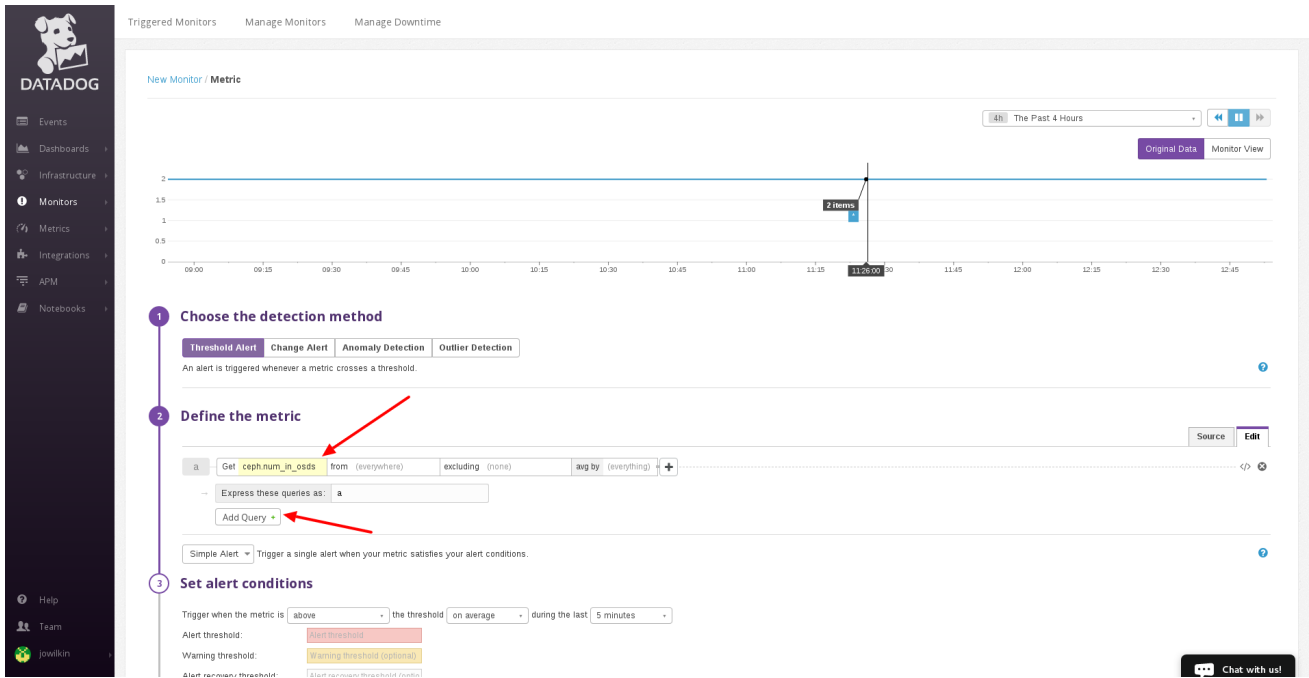 Triggered Monitors Manage Monitors Manage Downtime
DATADOG
Events
Dashboards
Infrastructure
Monitors
Metrics
Integrations
APM
Notebooks
Help
Team
jowilkin
New Monitor / Metric
4h The Past 4 Hours
Original Data Monitor View
2
1.5
1
0.5
0
2 items
09:00 09:15 09:30 09:45 10:00 10:15 10:30 10:45 11:00 11:15 11:26:00 30 11:45 12:00 12:15 12:30 12:45
1 Choose the detection method
Threshold Alert Change Alert Anomaly Detection Outlier Detection
An alert is triggered whenever a metric crosses a threshold.
2 Define the metric
Source Edit
a Get ceph.num_in_osds from (everywhere) excluding (none) avg by (everything)
Express these queries as: a
Add Query +
Simple Alert Trigger a single alert when your metric satisfies your alert conditions.
3 Set alert conditions
Trigger when the metric is above the threshold on average during the last 5 minutes
Alert threshold: Alert threshold
Warning threshold: Warning threshold (optional)
Alert recovery threshold: Alert recovery threshold (optio
Chat with us!